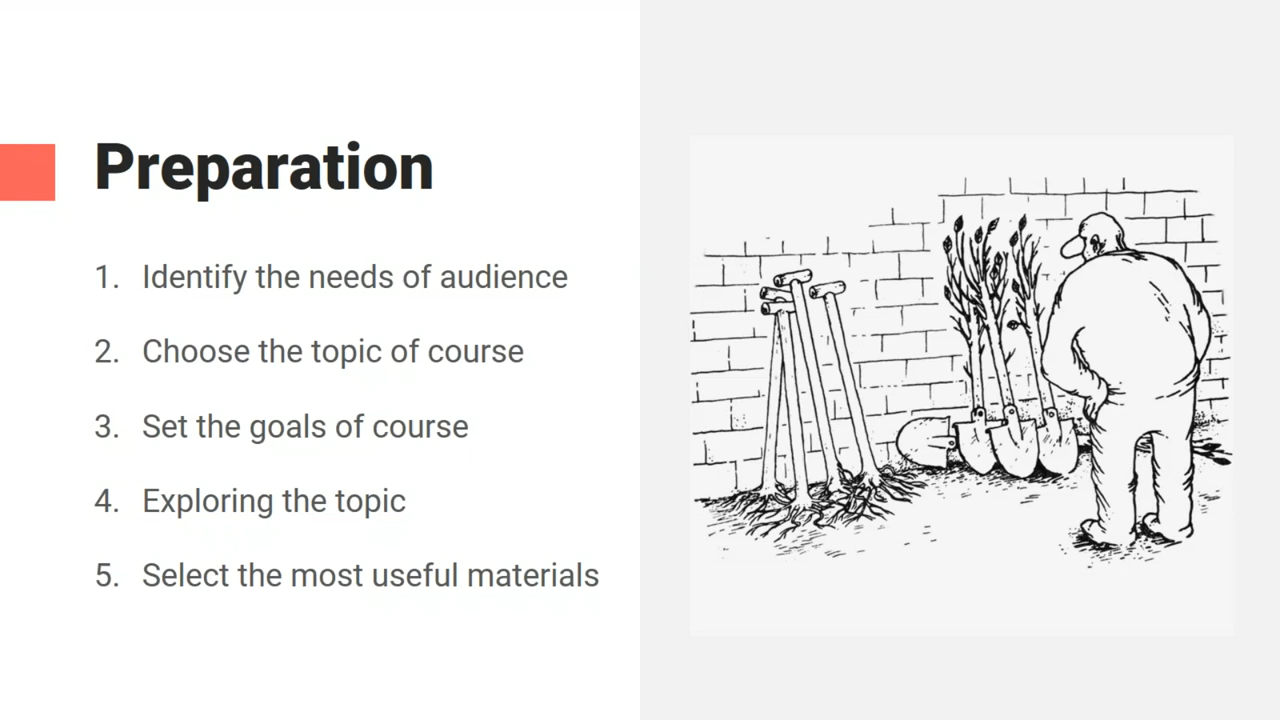 Preparation
1. Identify the needs of audience
2. Choose the topic of course
3. Set the goals of course
4. Exploring the topic
5. Select the most useful materials